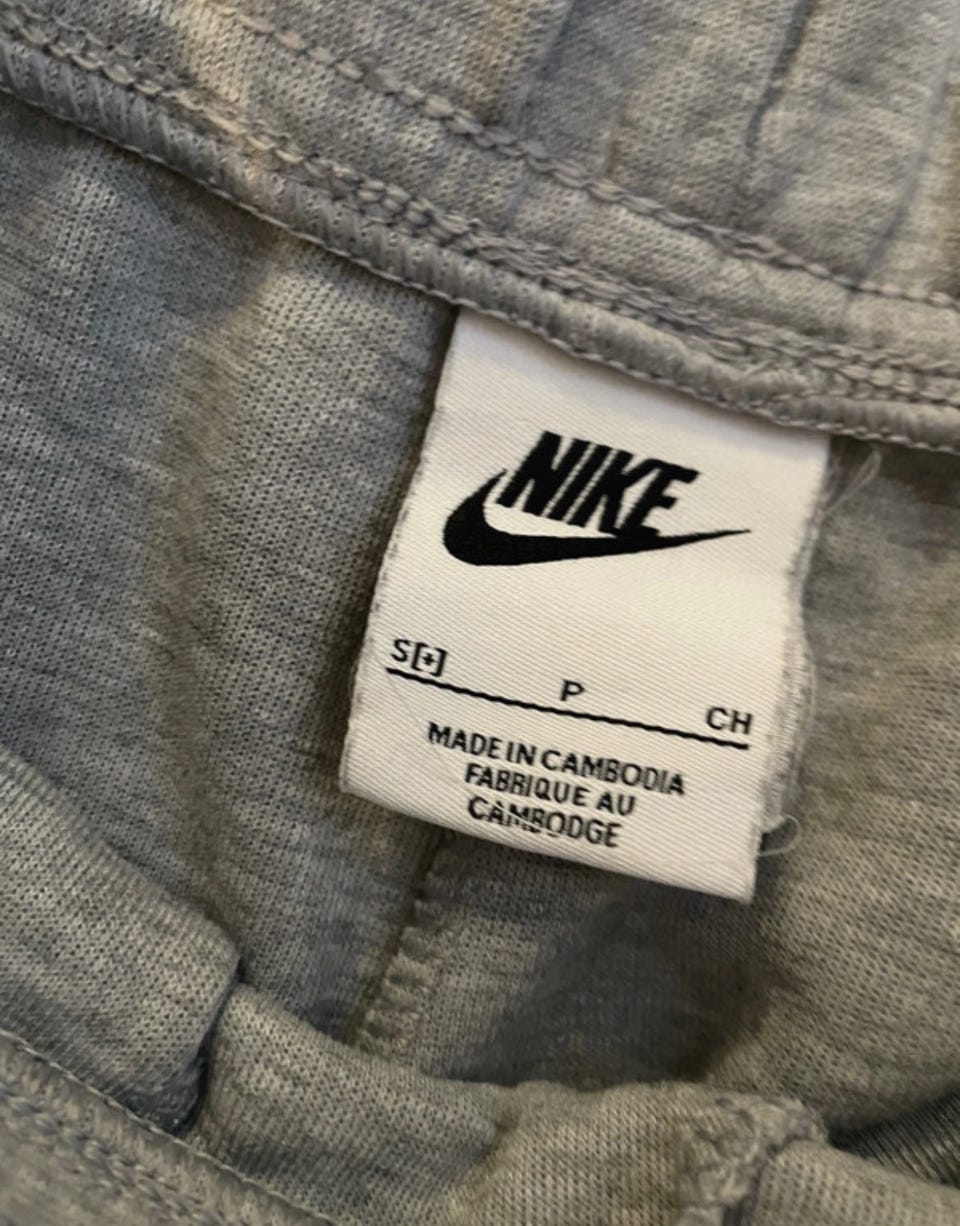 NIKE
S[+] P CH
MADE IN CAMBODIA
FABRIQUE AU
CAMBODGE